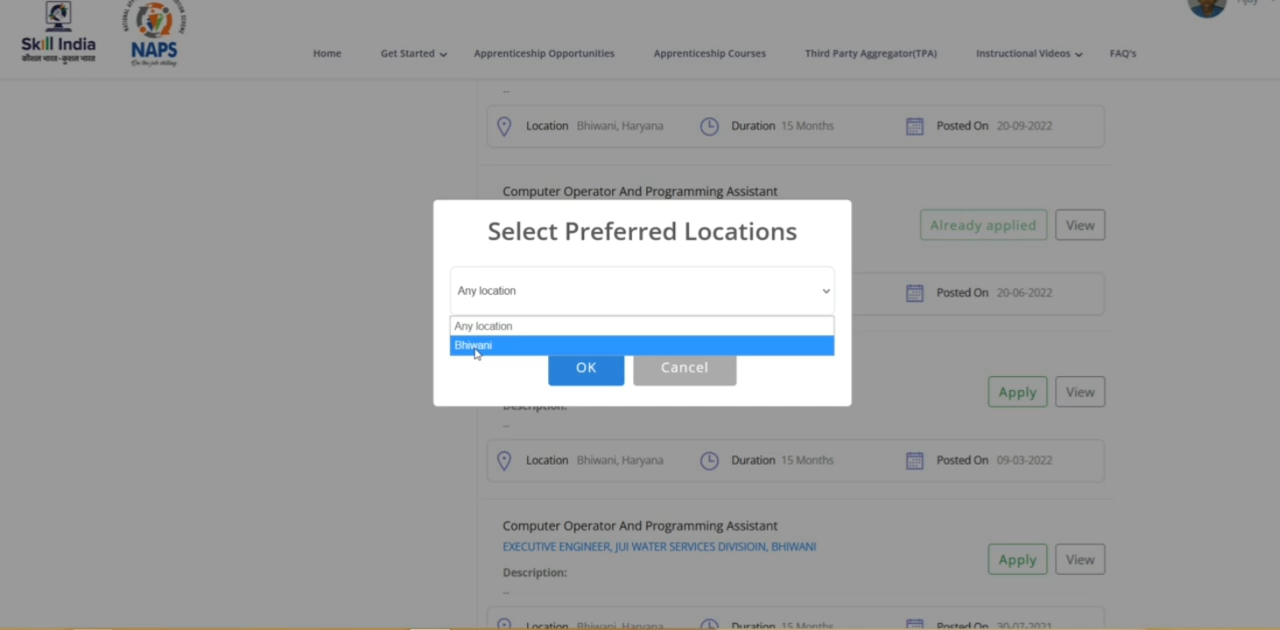 Skill India
कौशल भारत-कुशल भारत
NAPS
On the job skilling
Home Get Started Apprenticeship Opportunities Apprenticeship Courses Third Party Aggregator(TPA) Instructional Videos FAQ's
--
Location Bhiwani, Haryana Duration 15 Months Posted On 20-09-2022
Computer Operator And Programming Assistant
Already applied View
Select Preferred Locations
Any location
Posted On 20-06-2022
Any location
Bhiwani
OK Cancel
Apply View
Description:
--
Location Bhiwani, Haryana Duration 15 Months Posted On 09-03-2022
Computer Operator And Programming Assistant
EXECUTIVE ENGINEER, JUI WATER SERVICES DIVISIOIN, BHIWANI
Apply View
Description:
--
Location Bhiwani, Haryana Duration 15 Months Posted On 30-07-2021